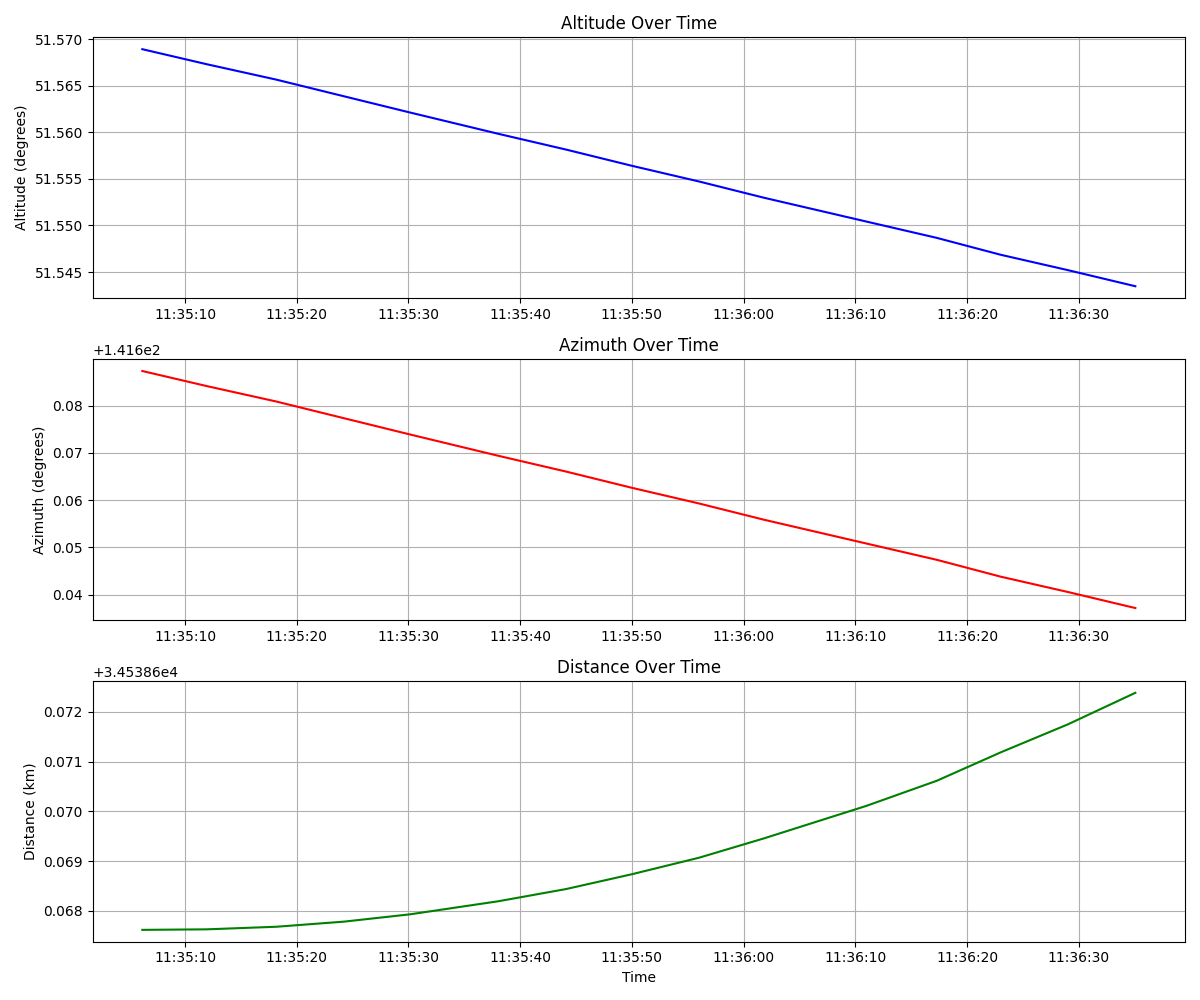 Altitude Over Time
Altitude (degrees)
51.570
51.565
51.560
51.555
51.550
51.545
11:35:10 11:35:20 11:35:30 11:35:40 11:35:50 11:36:00 11:36:10 11:36:20 11:36:30
Azimuth Over Time
+1.416e2
Azimuth (degrees)
0.08
0.07
0.06
0.05
0.04
11:35:10 11:35:20 11:35:30 11:35:40 11:35:50 11:36:00 11:36:10 11:36:20 11:36:30
Distance Over Time
+3.45386e4
Distance (km)
0.072
0.071
0.070
0.069
0.068
11:35:10 11:35:20 11:35:30 11:35:40 11:35:50 11:36:00 11:36:10 11:36:20 11:36:30
Time